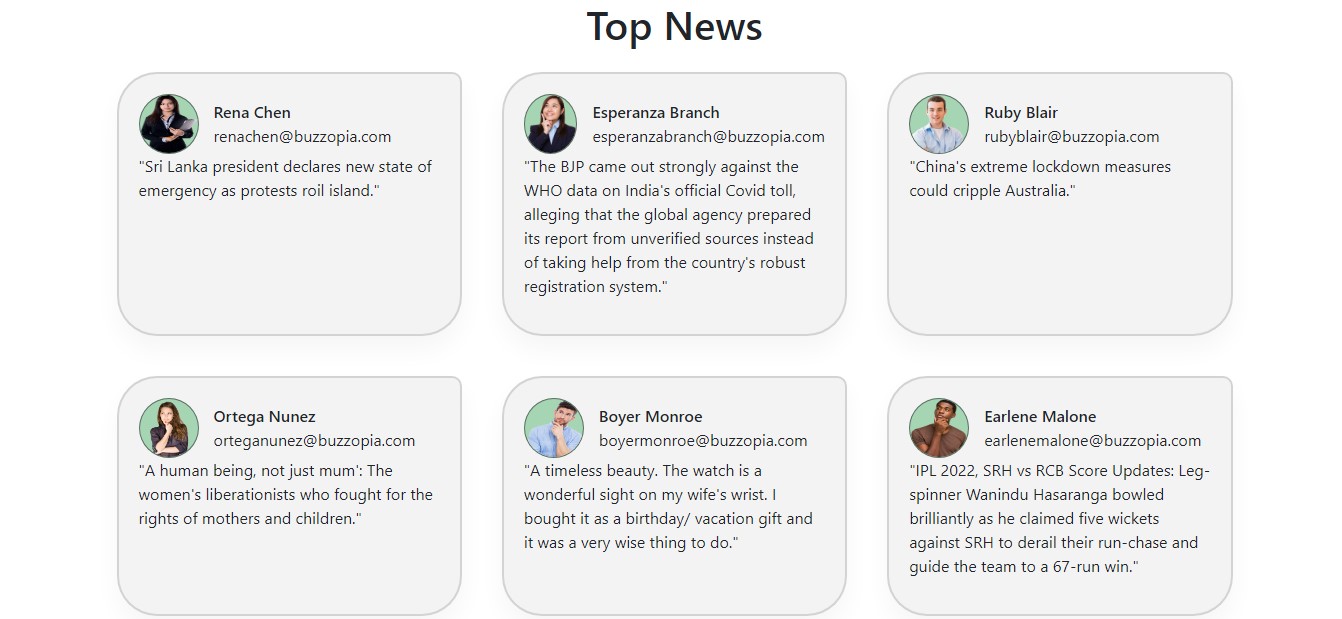 Top News
Rena Chen
renachen@buzzopia.com
"Sri Lanka president declares new state of
emergency as protests roil island."
Esperanza Branch
esperanzabranch@buzzopia.com
"The BJP came out strongly against the
WHO data on India's official Covid toll,
alleging that the global agency prepared
its report from unverified sources instead
of taking help from the country's robust
registration system."
Ruby Blair
rubyblair@buzzopia.com
"China's extreme lockdown measures
could cripple Australia."
Ortega Nunez
orteganunez@buzzopia.com
"A human being, not just mum': The
women's liberationists who fought for the
rights of mothers and children."
Boyer Monroe
boyermonroe@buzzopia.com
"A timeless beauty. The watch is a
wonderful sight on my wife's wrist. I
bought it as a birthday/ vacation gift and
it was a very wise thing to do."
Earlene Malone
earlenemalone@buzzopia.com
"IPL 2022, SRH vs RCB Score Updates: Leg-
spinner Wanindu Hasaranga bowled
brilliantly as he claimed five wickets
against SRH to derail their run-chase and
guide the team to a 67-run win."